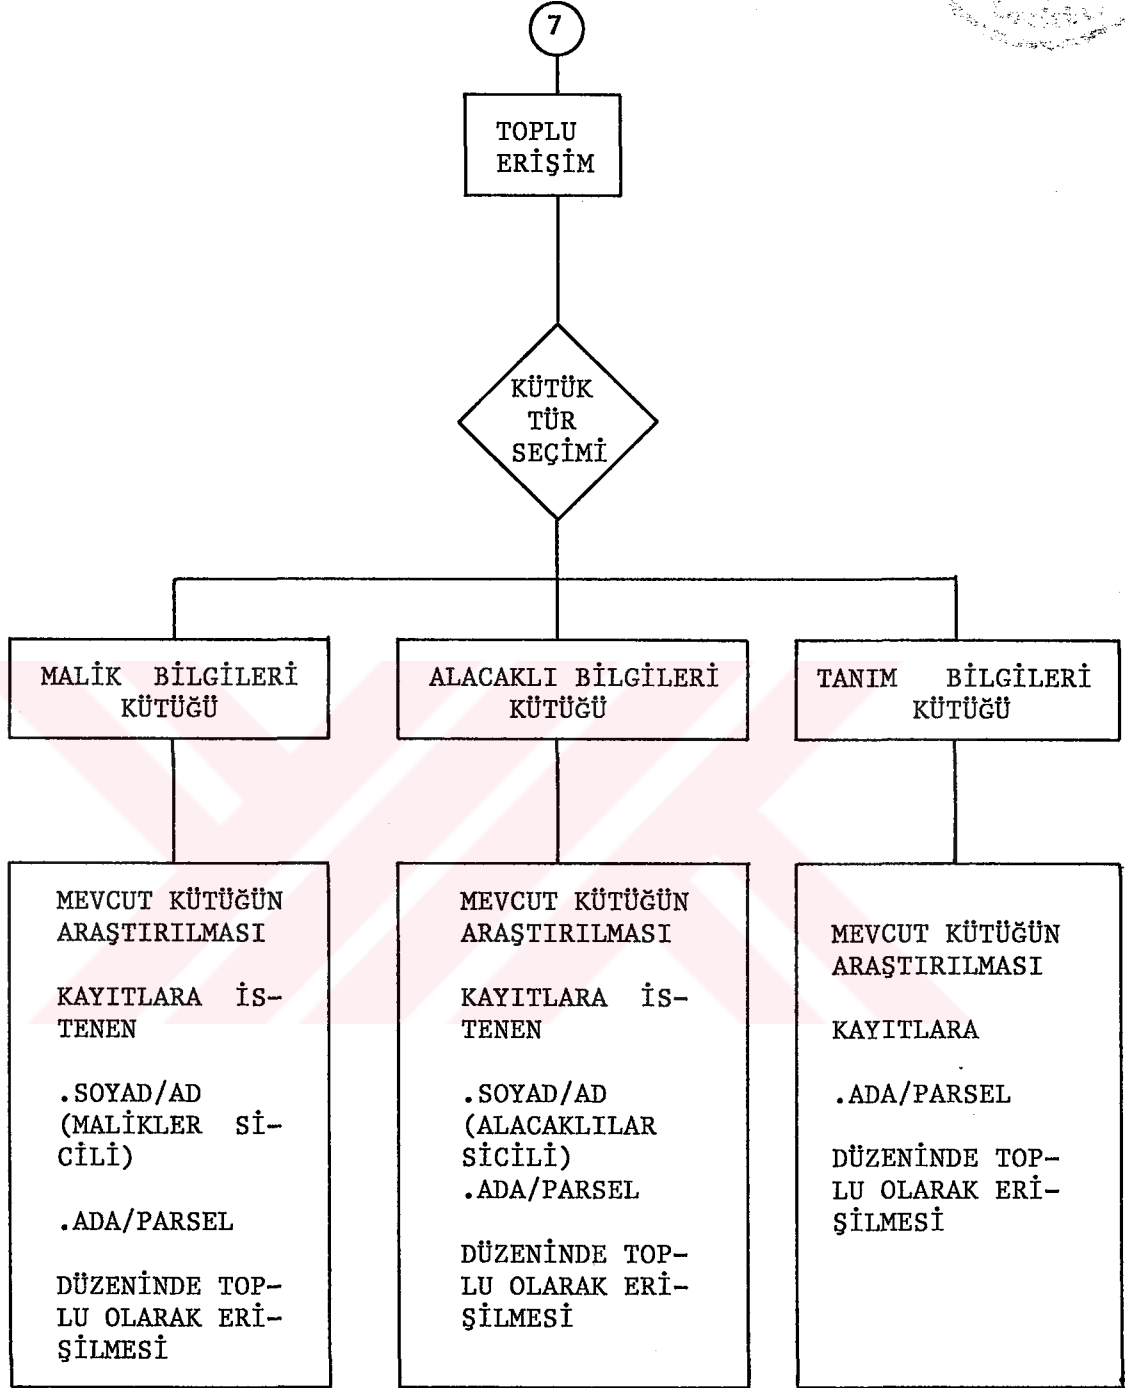 7
TOPLU
ERİŞİM
KÜTÜK
TÜR
SEÇİMİ
MALİK BİLGİLERİ
KÜTÜĞÜ
ALACAKLI BİLGİLERİ
KÜTÜĞÜ
TANIM BİLGİLERİ
KÜTÜĞÜ
MEVCUT KÜTÜĞÜN
ARAŞTIRILMASI
KAYITLARA İS-
TENEN
.SOYAD/AD
(MALİKLER Sİ-
CİLİ)
.ADA/PARSEL
DÜZENİNDE TOP-
LU OLARAK ERİ-
ŞİLMESİ
MEVCUT KÜTÜĞÜN
ARAŞTIRILMASI
KAYITLARA İS-
TENEN
.SOYAD/AD
(ALACAKLILAR
SİCİLİ)
.ADA/PARSEL
DÜZENİNDE TOP-
LU OLARAK ERİ-
ŞİLMESİ
MEVCUT KÜTÜĞÜN
ARAŞTIRILMASI
KAYITLARA
.ADA/PARSEL
DÜZENİNDE TOP-
LU OLARAK ERİ-
ŞİLMESİ